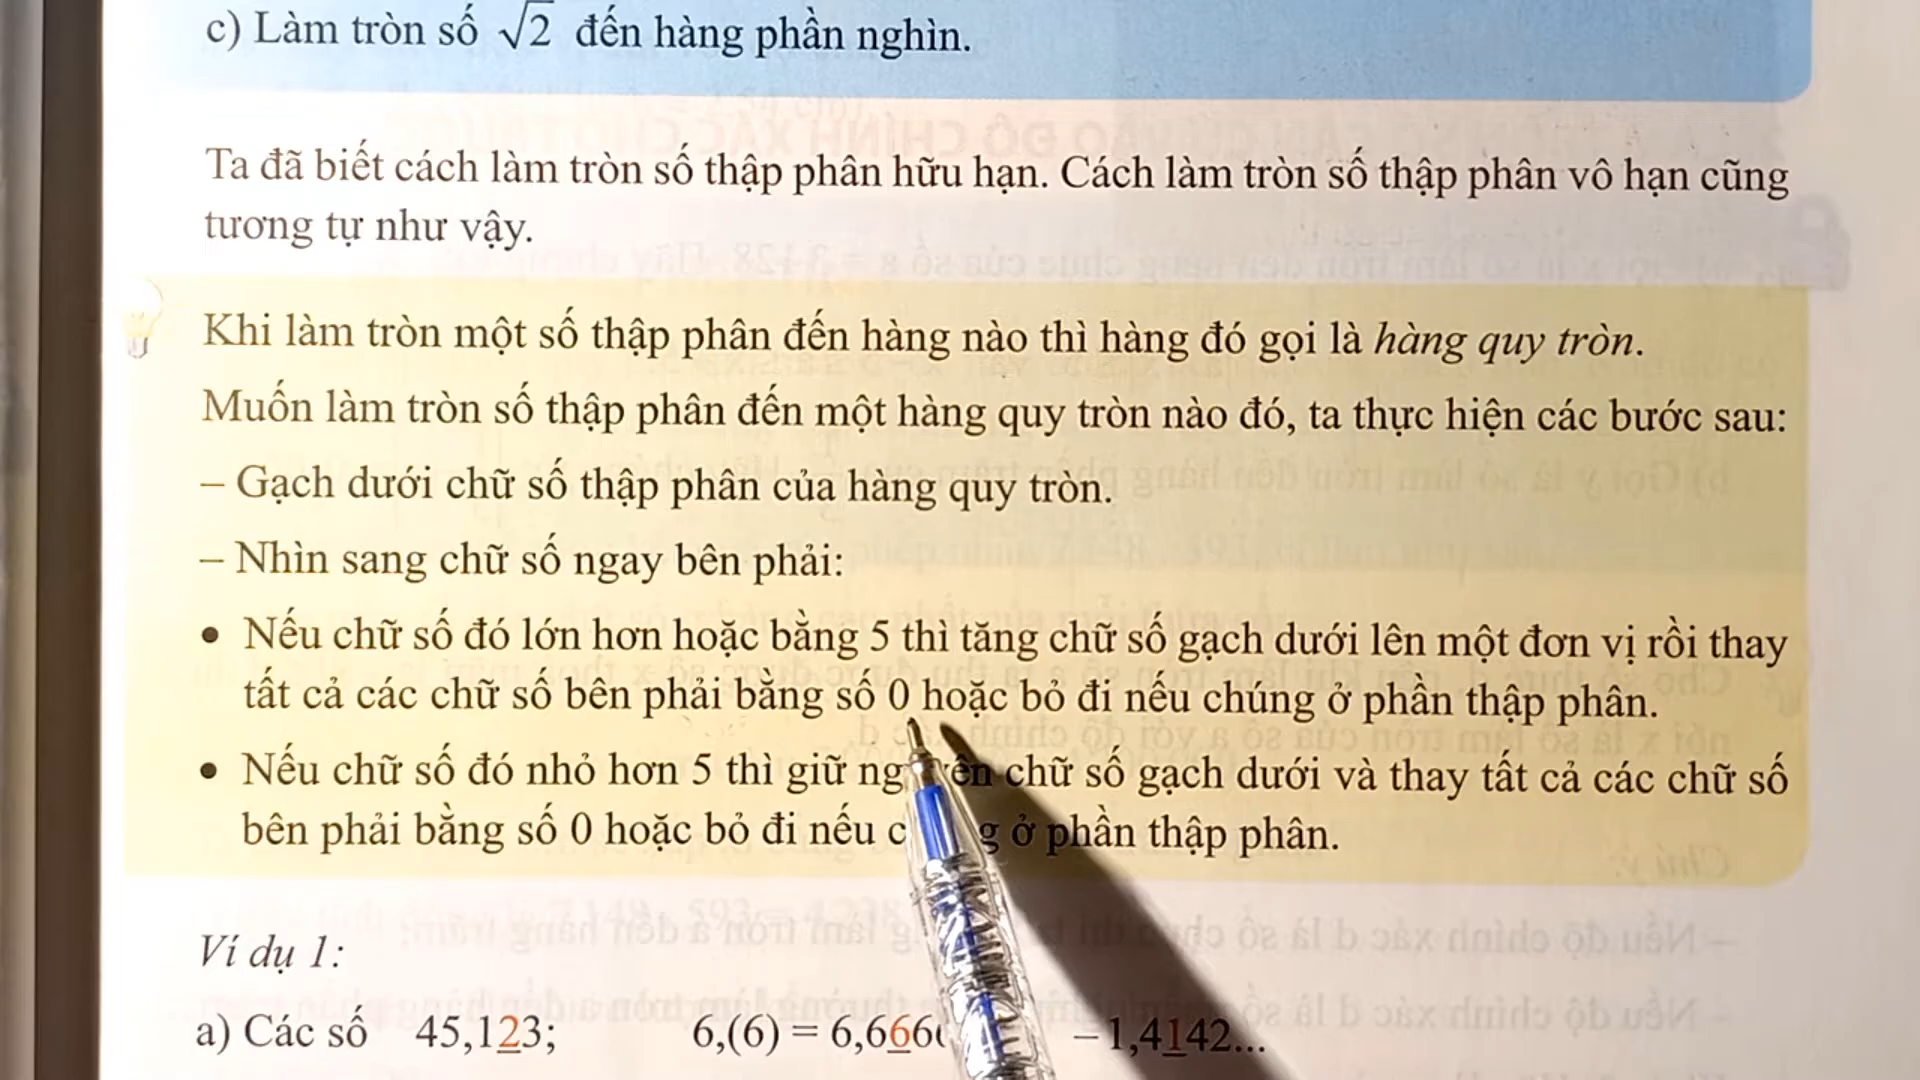 c) Làm tròn số √2 đến hàng phần nghìn.
Ta đã biết cách làm tròn số thập phân hữu hạn. Cách làm tròn số thập phân vô hạn cũng
tương tự như vậy.
Khi làm tròn một số thập phân đến hàng nào thì hàng đó gọi là hàng quy tròn.
Muốn làm tròn số thập phân đến một hàng quy tròn nào đó, ta thực hiện các bước sau:
– Gạch dưới chữ số thập phân của hàng quy tròn.
– Nhìn sang chữ số ngay bên phải:
• Nếu chữ số đó lớn hơn hoặc bằng 5 thì tăng chữ số gạch dưới lên một đơn vị rồi thay
tất cả các chữ số bên phải bằng số 0 hoặc bỏ đi nếu chúng ở phần thập phân.
• Nếu chữ số đó nhỏ hơn 5 thì giữ chữ số gạch dưới và thay tất cả các chữ số
bên phải bằng số 0 hoặc bỏ đi nếu ở phần thập phân.
Ví dụ 1:
a) Các số 45,123; 6,(6) = 6,666 –1,4142...